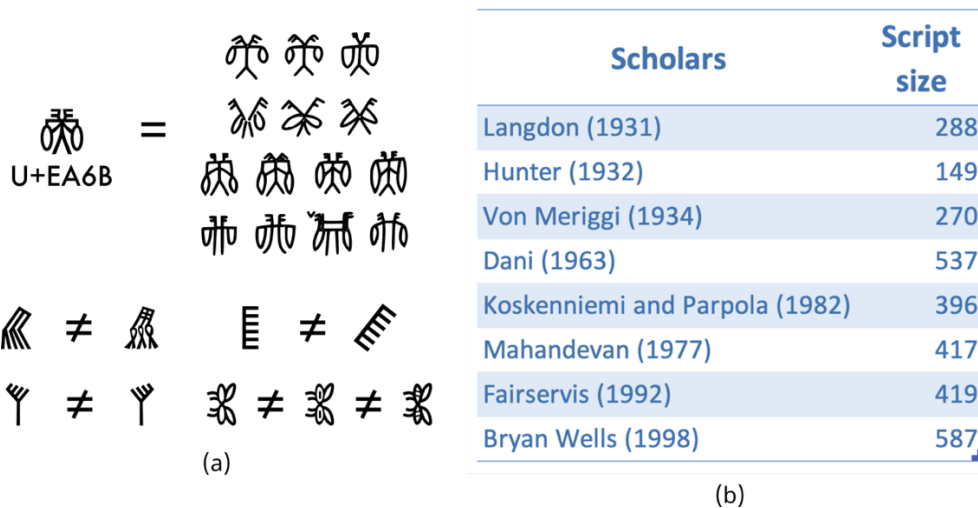 =
U+EA6B
≠
≠
≠
≠
≠
(a)
Scholars
Script
size
Langdon (1931) 288
Hunter (1932) 149
Von Meriggi (1934) 270
Dani (1963) 537
Koskenniemi and Parpola (1982) 396
Mahandevan (1977) 417
Fairservis (1992) 419
Bryan Wells (1998) 587
(b)